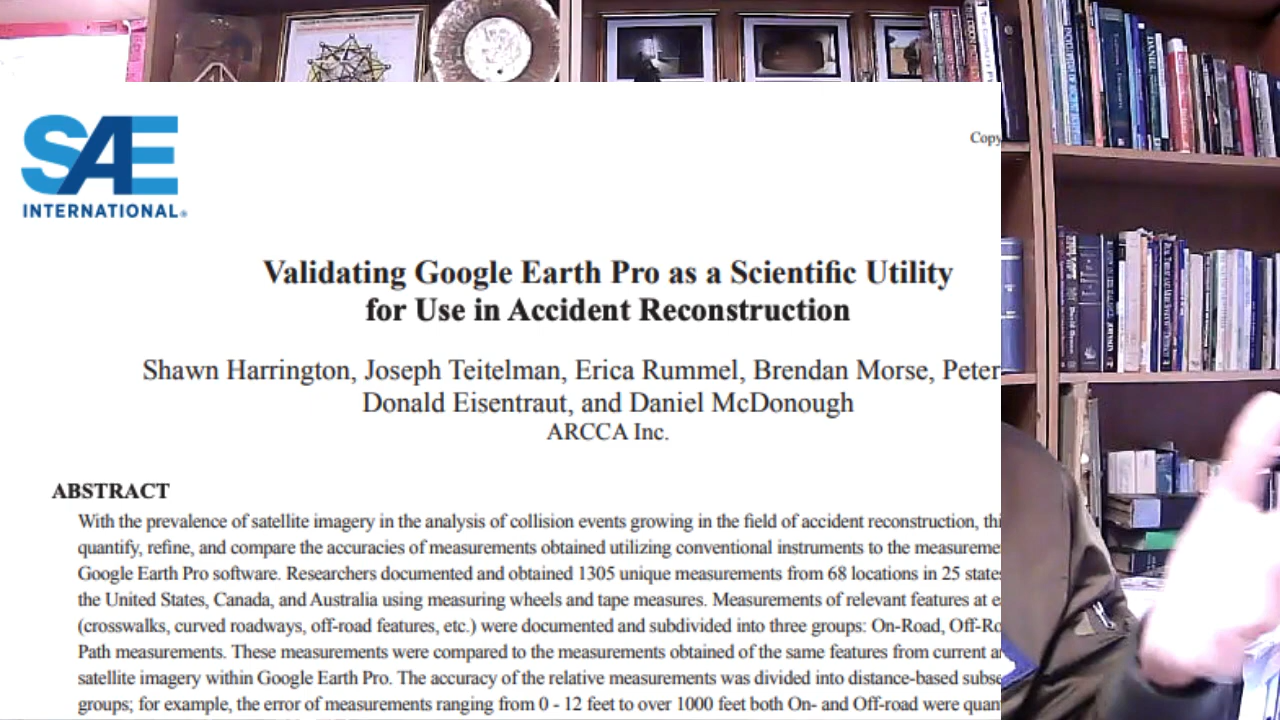 SAE
INTERNATIONAL®
Copy
Validating Google Earth Pro as a Scientific Utility
for Use in Accident Reconstruction
Shawn Harrington, Joseph Teitelman, Erica Rummel, Brendan Morse, Peter
Donald Eisentraut, and Daniel McDonough
ARCCA Inc.
ABSTRACT
With the prevalence of satellite imagery in the analysis of collision events growing in the field of accident reconstruction, thi
quantify, refine, and compare the accuracies of measurements obtained utilizing conventional instruments to the measureme
Google Earth Pro software. Researchers documented and obtained 1305 unique measurements from 68 locations in 25 states
the United States, Canada, and Australia using measuring wheels and tape measures. Measurements of relevant features at e
(crosswalks, curved roadways, off-road features, etc.) were documented and subdivided into three groups: On-Road, Off-Ro
Path measurements. These measurements were compared to the measurements obtained of the same features from current a
satellite imagery within Google Earth Pro. The accuracy of the relative measurements was divided into distance-based subse
groups; for example, the error of measurements ranging from 0 - 12 feet to over 1000 feet both On- and Off-road were quan